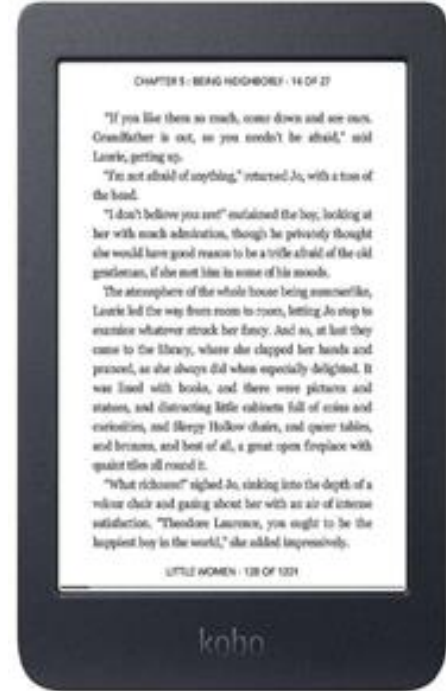 CHAPTER 5 : BEING NEIGHBORLY - 14 OF 27
"If you like them so much, come down and see ours.
Grandfather is out, so you needn't be afraid," said
Laurie, getting up.
"I'm not afraid of anything," returned Jo, with a toss of
the head.
"I don't believe you are!" exclaimed the boy, looking at
her with much admiration, though he privately thought
she would have good reason to be a trifle afraid of the old
gentleman, if she met him in some of his moods.
The atmosphere of the whole house being summerlike,
Laurie led the way from room to room, letting Jo stop to
examine whatever struck her fancy. And so, at last they
came to the library, where she clapped her hands and
pranced, as she always did when especially delighted. It
was lined with books, and there were pictures and
statues, and distracting little cabinets full of coins and
curiosities, and Sleepy Hollow chairs, and queer tables,
and bronzes, and best of all, a great open fireplace with
quaint tiles all round it.
"What richness!" sighed Jo, sinking into the depth of a
velour chair and gazing about her with an air of intense
satisfaction. "Theodore Laurence, you ought to be the
happiest boy in the world," she added impressively.
LITTLE WOMEN - 128 OF 1231
kobo